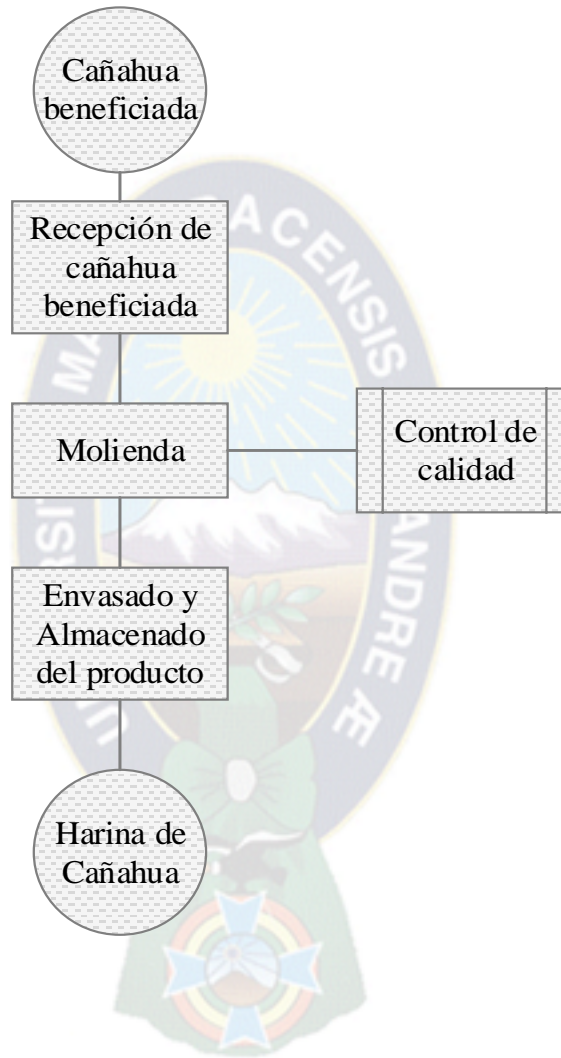 Cañahua
beneficiada
Recepción de
cañahua
beneficiada
Molienda
Control de
calidad
Envasado y
Almacenado
del producto
Harina de
Cañahua